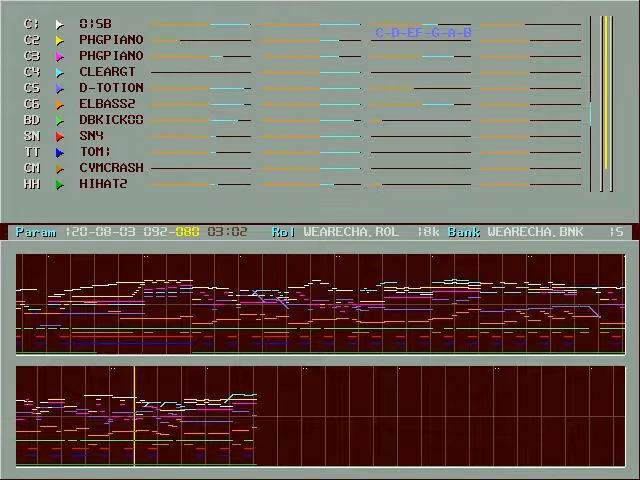 C1 ▶ 015B
C-D-EF-G-A-B
C2 ▶ PHGPIANO
C3 ▶ PHGPIANO
C4 ▶ CLEARGT
C5 ▶ D-TOTION
C6 ▶ ELBASS2
BD ▶ DBKICK00
SN ▶ SN4
TT ▶ TOM1
CM ▶ CYMCRASH
HH ▶ HIHAT2
Param 120-08-03 092-080 03:02 Rol WEARECHA.ROL 18k Bank WEARECHA.BNK 15